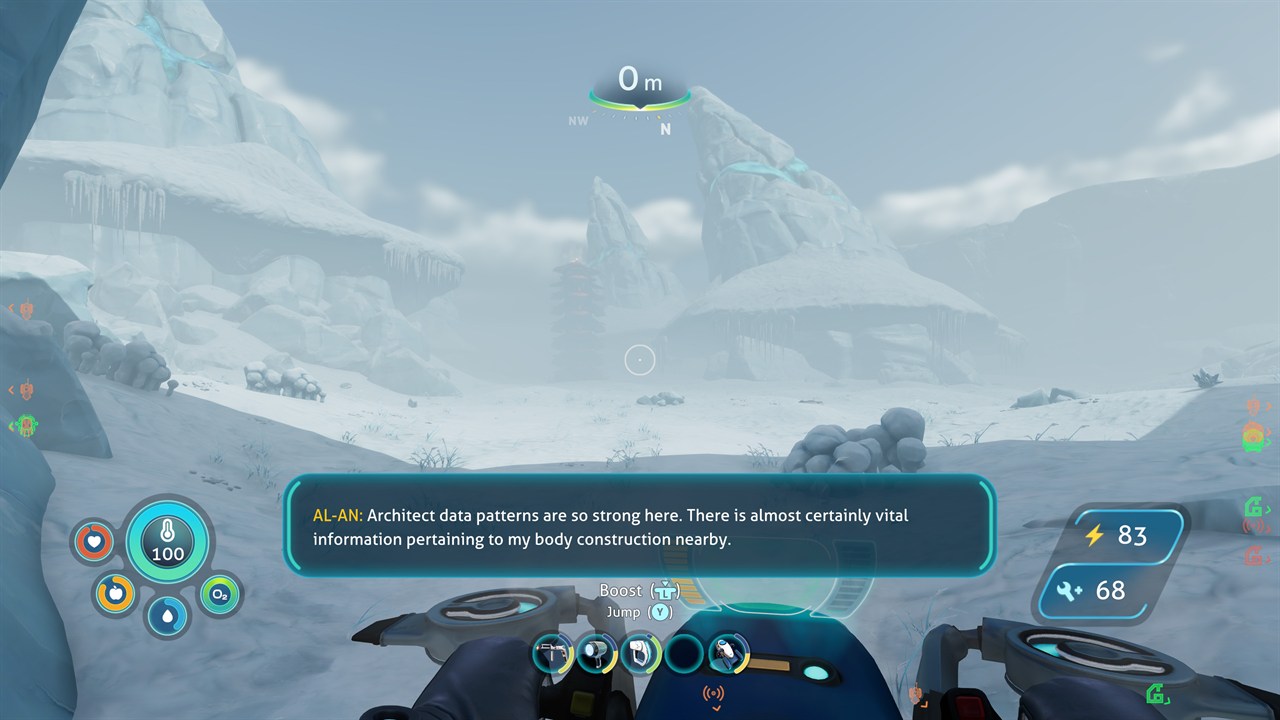 0 m
NW
N
AL-AN: Architect data patterns are so strong here. There is almost certainly vital
information pertaining to my body construction nearby.
100
O₂
83
68
Boost (L)
Jump (Y)